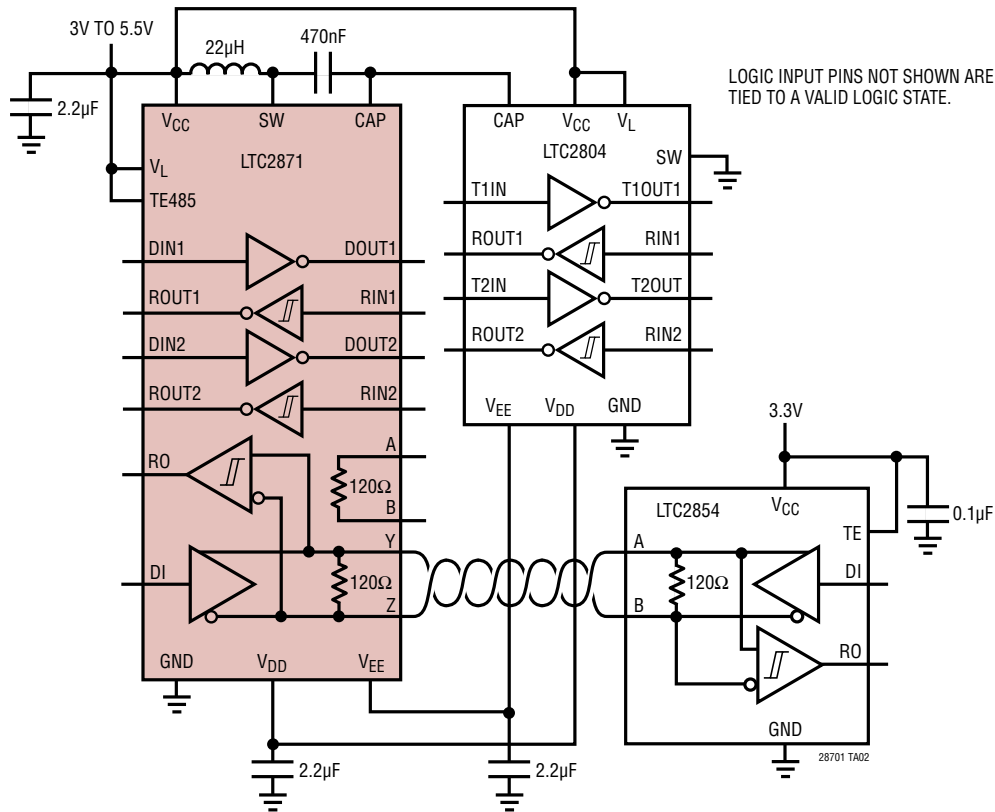 3V TO 5.5V
22µH
470nF
2.2µF
LOGIC INPUT PINS NOT SHOWN ARE
TIED TO A VALID LOGIC STATE.
VCC
SW
CAP
LTC2871
VL
TE485
DIN1
DOUT1
ROUT1
RIN1
DIN2
DOUT2
ROUT2
RIN2
RO
A
120Ω
B
Y
DI
120Ω
Z
GND
VDD
VEE
2.2µF
2.2µF
CAP
VCC
VL
LTC2804
SW
T1IN
T1OUT1
ROUT1
RIN1
T2IN
T2OUT
ROUT2
RIN2
VEE
VDD
GND
3.3V
VCC
LTC2854
0.1µF
TE
A
120Ω
DI
B
RO
GND
28701 TA02